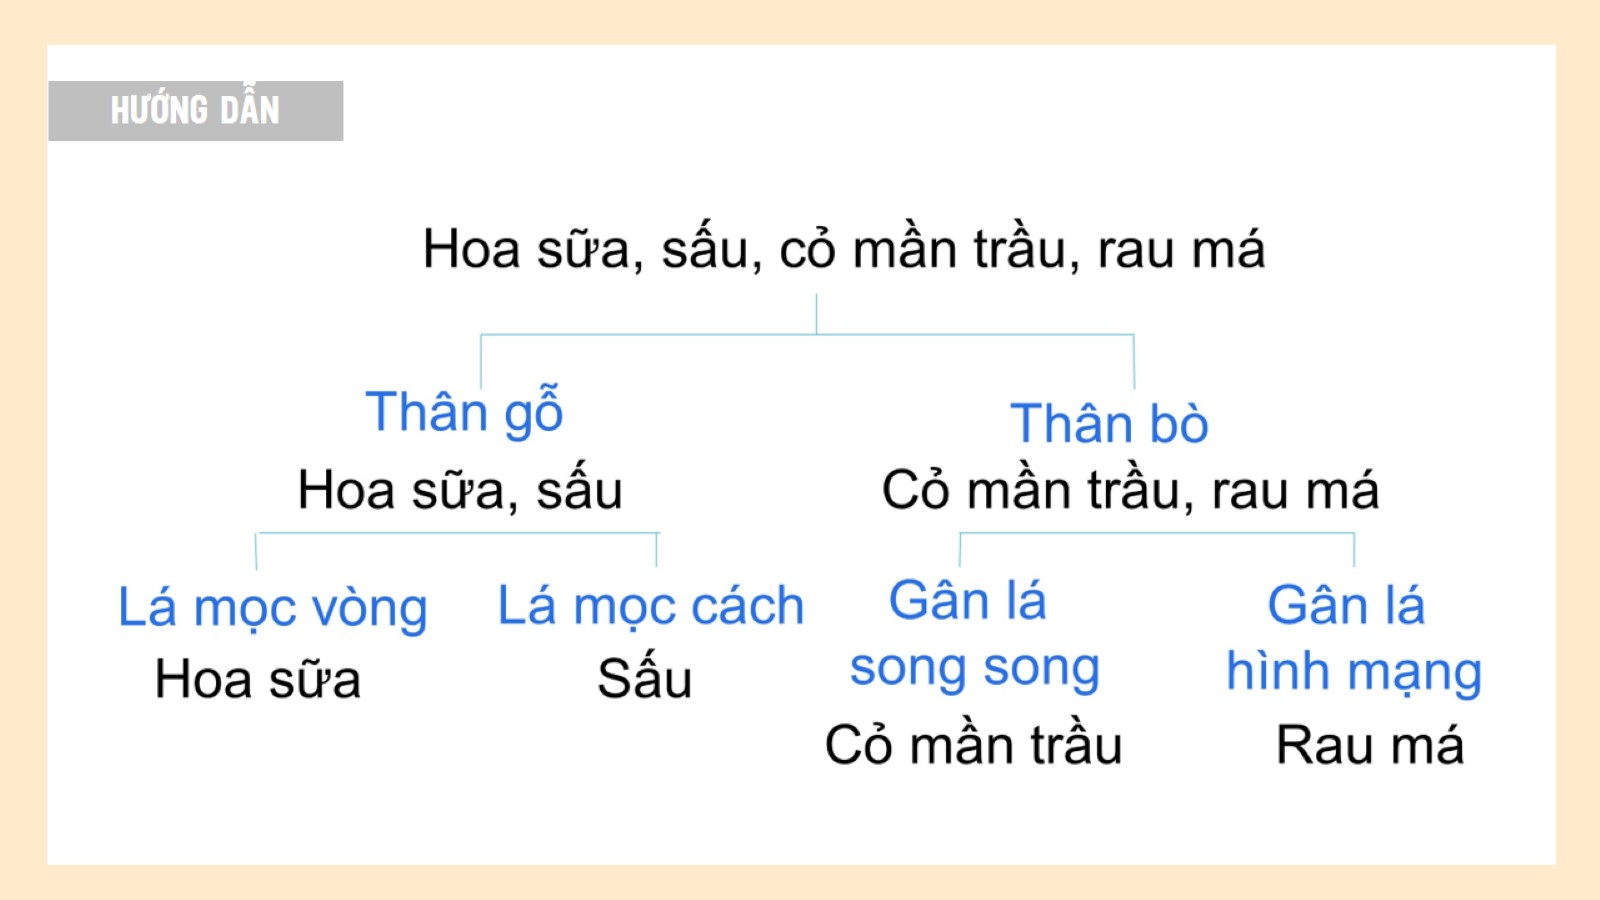 HƯỚNG DẪN
Hoa sữa, sấu, cỏ mần trầu, rau má
Thân gỗ
Thân bò
Hoa sữa, sấu
Cỏ mần trầu, rau má
Lá mọc vòng
Hoa sữa
Lá mọc cách
Sấu
Gân lá
song song
Cỏ mần trầu
Gân lá
hình mạng
Rau má